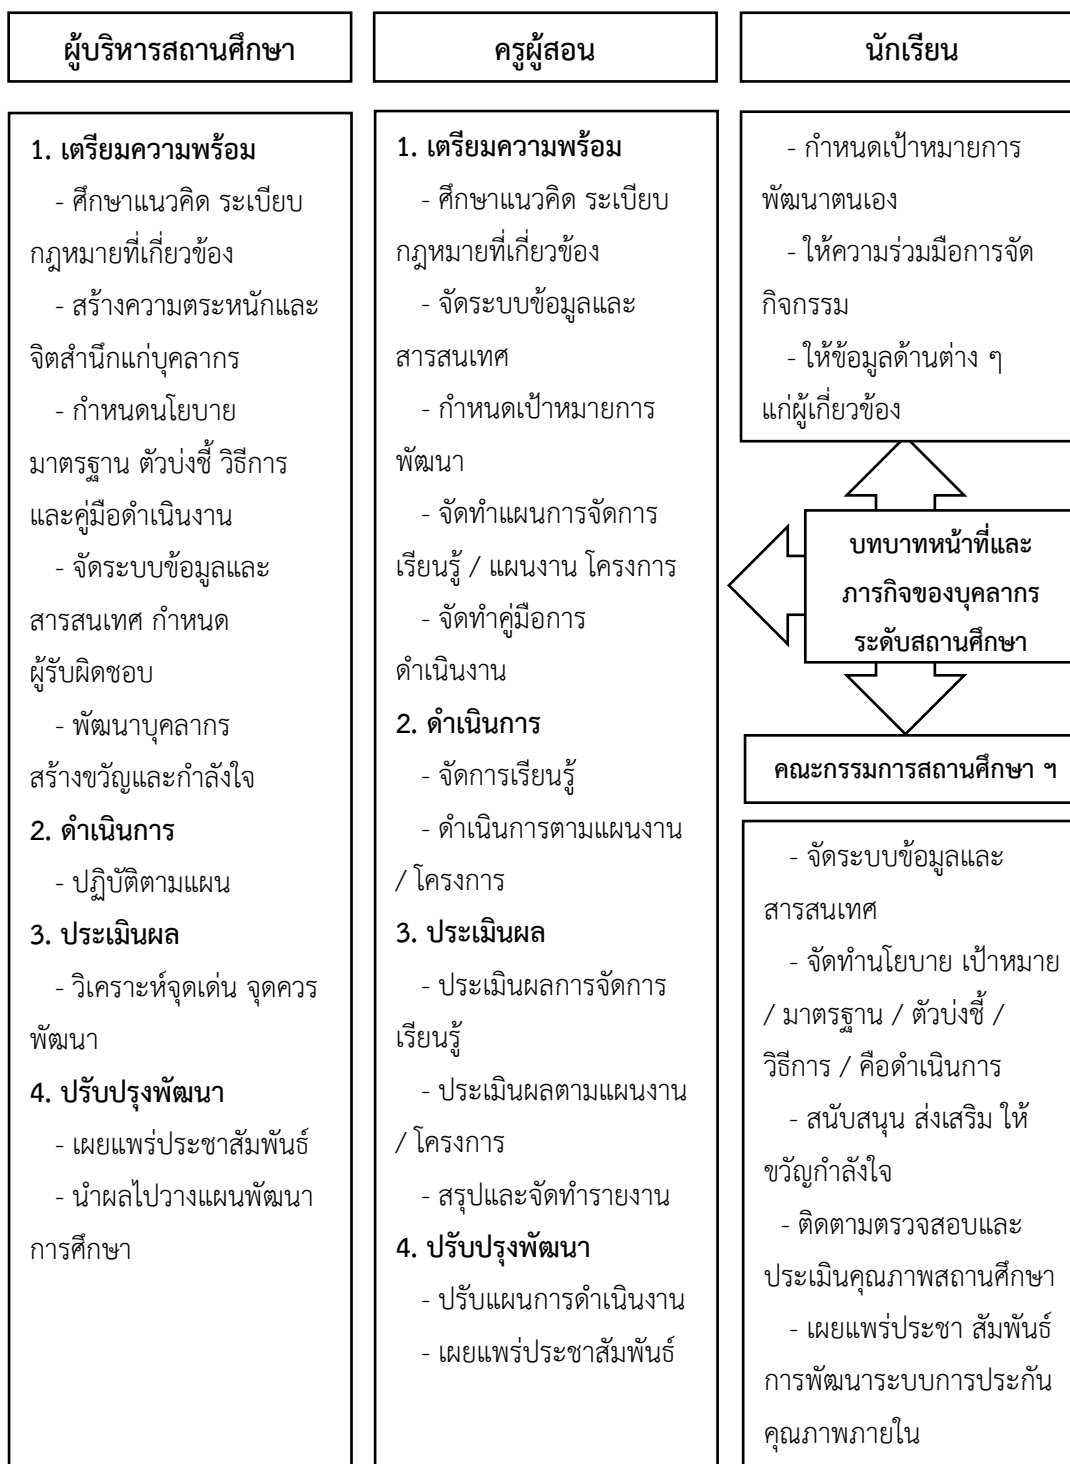 ผู้บริหารสถานศึกษา
1. เตรียมความพร้อม
- ศึกษาแนวคิด ระเบียบ
กฎหมายที่เกี่ยวข้อง
- สร้างความตระหนักและ
จิตสำนึกแก่บุคลากร
- กำหนดนโยบาย
มาตรฐาน ตัวบ่งชี้ วิธีการ
และคู่มือดำเนินงาน
- จัดระบบข้อมูลและ
สารสนเทศ กำหนด
ผู้รับผิดชอบ
- พัฒนาบุคลากร
สร้างขวัญและกำลังใจ
2. ดำเนินการ
- ปฏิบัติตามแผน
3. ประเมินผล
- วิเคราะห์จุดเด่น จุดควร
พัฒนา
4. ปรับปรุงพัฒนา
- เผยแพร่ประชาสัมพันธ์
- นำผลไปวางแผนพัฒนา
การศึกษา
ครูผู้สอน
1. เตรียมความพร้อม
- ศึกษาแนวคิด ระเบียบ
กฎหมายที่เกี่ยวข้อง
- จัดระบบข้อมูลและ
สารสนเทศ
- กำหนดเป้าหมายการ
พัฒนา
- จัดทำแผนการจัดการ
เรียนรู้ / แผนงาน โครงการ
- จัดทำคู่มือการ
ดำเนินงาน
2. ดำเนินการ
- จัดการเรียนรู้
- ดำเนินการตามแผนงาน
/ โครงการ
3. ประเมินผล
- ประเมินผลการจัดการ
เรียนรู้
- ประเมินผลตามแผนงาน
/ โครงการ
- สรุปและจัดทำรายงาน
4. ปรับปรุงพัฒนา
- ปรับแผนการดำเนินงาน
- เผยแพร่ประชาสัมพันธ์
นักเรียน
- กำหนดเป้าหมายการ
พัฒนาตนเอง
- ให้ความร่วมมือการจัด
กิจกรรม
- ให้ข้อมูลด้านต่าง ๆ
แก่ผู้เกี่ยวข้อง
บทบาทหน้าที่และ
ภารกิจของบุคลากร
ระดับสถานศึกษา
คณะกรรมการสถานศึกษา ฯ
- จัดระบบข้อมูลและ
สารสนเทศ
- จัดทำนโยบาย เป้าหมาย
/ มาตรฐาน / ตัวบ่งชี้ /
วิธีการ / คือดำเนินการ
- สนับสนุน ส่งเสริม ให้
ขวัญกำลังใจ
- ติดตามตรวจสอบและ
ประเมินคุณภาพสถานศึกษา
- เผยแพร่ประชา สัมพันธ์
การพัฒนาระบบการประกัน
คุณภาพภายใน